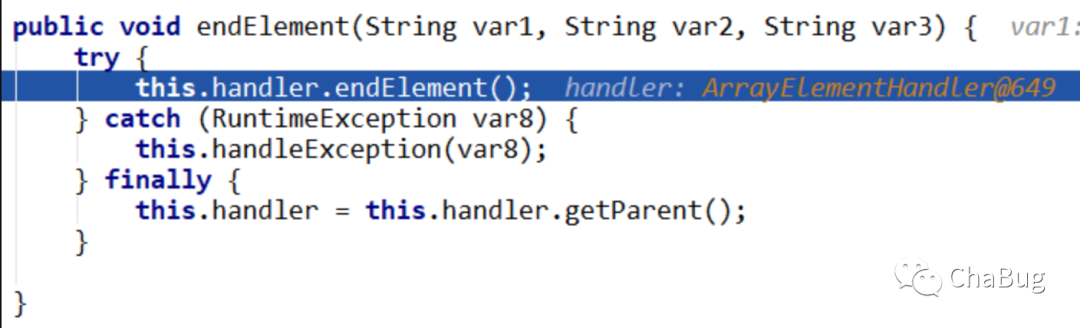 public void endElement(String var1, String var2, String var3) {  var1:
    try {
        this.handler.endElement();  handler: ArrayElementHandler@649
    } catch (RuntimeException var8) {
        this.handleException(var8);
    } finally {
        this.handler = this.handler.getParent();
    }
ChaBug
}